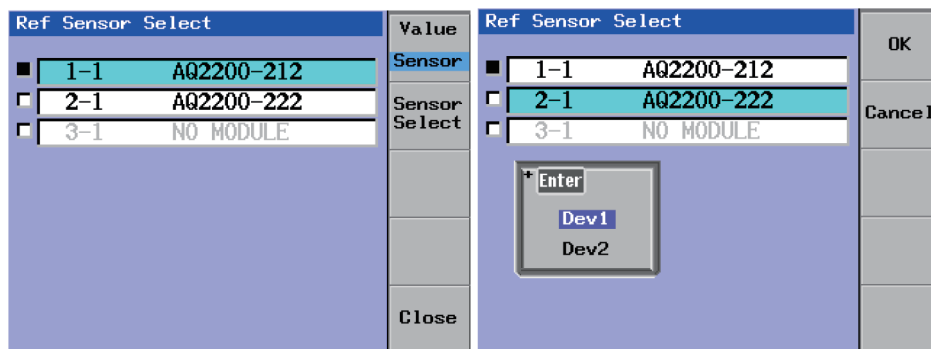 Ref Sensor Select
1-1 AQ2200-212
2-1 AQ2200-222
3-1 NO MODULE
Value
Sensor
Sensor
Select
Close
Ref Sensor Select
1-1 AQ2200-212
2-1 AQ2200-222
3-1 NO MODULE
+ Enter
Dev1
Dev2
OK
Cancel